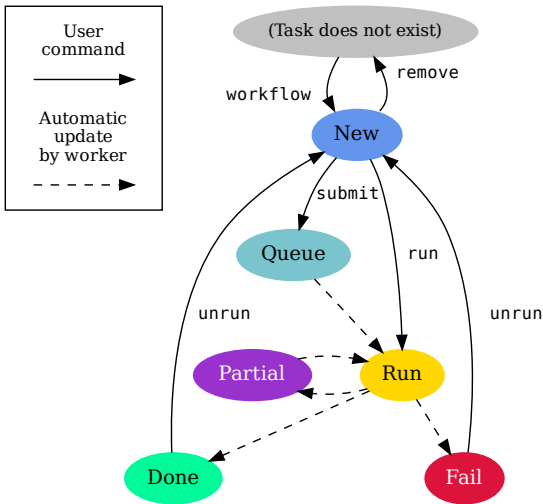 User
command
Automatic
update
by worker
(Task does not exist)
workflow
remove
New
submit
Queue
run
unrun
unrun
Partial
Run
Done
Fail